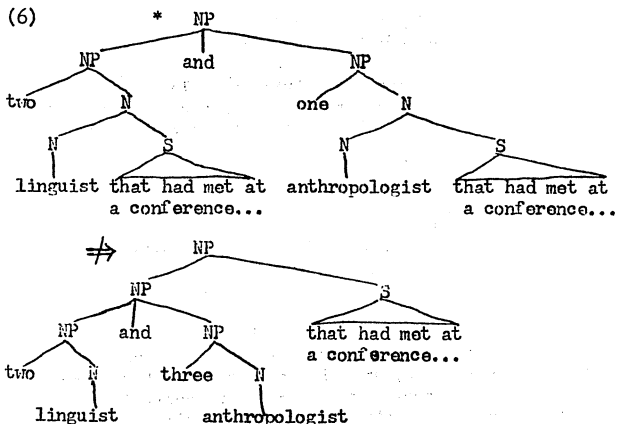 (6) * NP
NP and NP
two N one N
N S N S
linguist that had met at anthropologist that had met at
a conference... a conference...
⇏ NP
NP S
NP and NP that had met at
a conference...
two N three N
linguist anthropologist